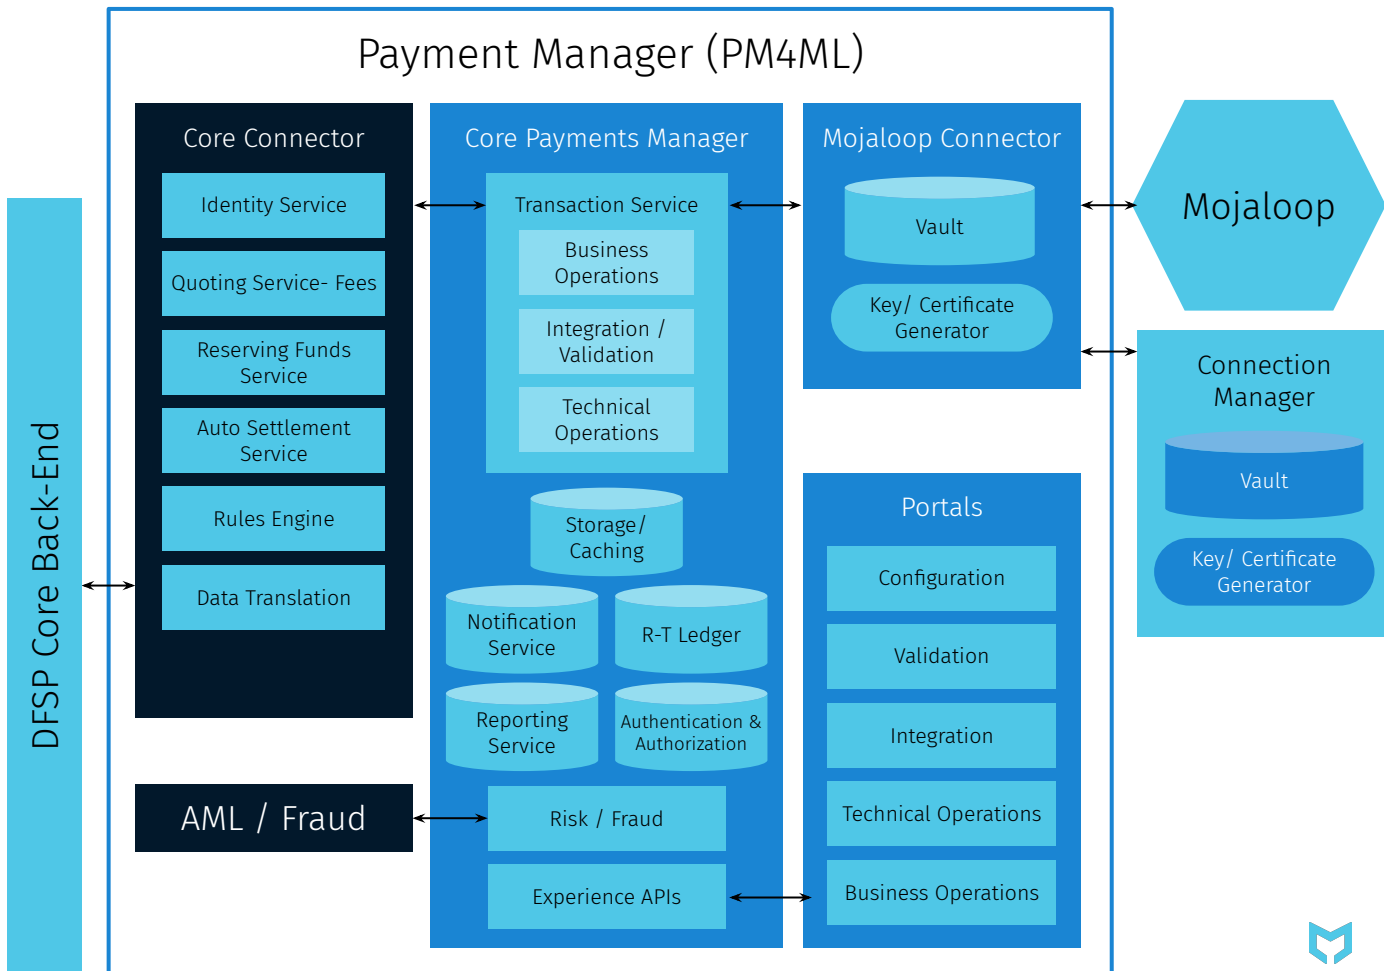 Payment Manager (PM4ML)
DFSP Core Back-End
Core Connector
Identity Service
Quoting Service- Fees
Reserving Funds
Service
Auto Settlement
Service
Rules Engine
Data Translation
AML / Fraud
Core Payments Manager
Transaction Service
Business
Operations
Integration /
Validation
Technical
Operations
Storage/
Caching
Notification
Service
R-T Ledger
Reporting
Service
Authentication &
Authorization
Risk / Fraud
Experience APIs
Mojaloop Connector
Vault
Key/ Certificate
Generator
Portals
Configuration
Validation
Integration
Technical Operations
Business Operations
Mojaloop
Connection
Manager
Vault
Key/ Certificate
Generator